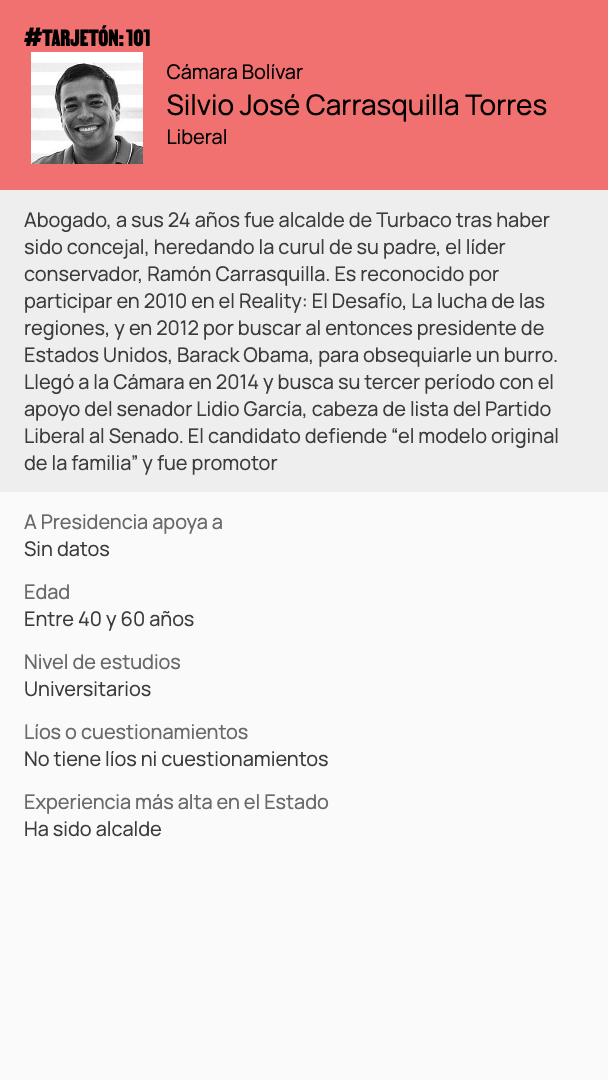 #TARJETÓN: 101
Cámara Bolívar
Silvio José Carrasquilla Torres
Liberal
Abogado, a sus 24 años fue alcalde de Turbaco tras haber
sido concejal, heredando la curul de su padre, el líder
conservador, Ramón Carrasquilla. Es reconocido por
participar en 2010 en el Reality: El Desafío, La lucha de las
regiones, y en 2012 por buscar al entonces presidente de
Estados Unidos, Barack Obama, para obsequiarle un burro.
Llegó a la Cámara en 2014 y busca su tercer período con el
apoyo del senador Lidio García, cabeza de lista del Partido
Liberal al Senado. El candidato defiende “el modelo original
de la familia” y fue promotor
A Presidencia apoya a
Sin datos
Edad
Entre 40 y 60 años
Nivel de estudios
Universitarios
Líos o cuestionamientos
No tiene líos ni cuestionamientos
Experiencia más alta en el Estado
Ha sido alcalde